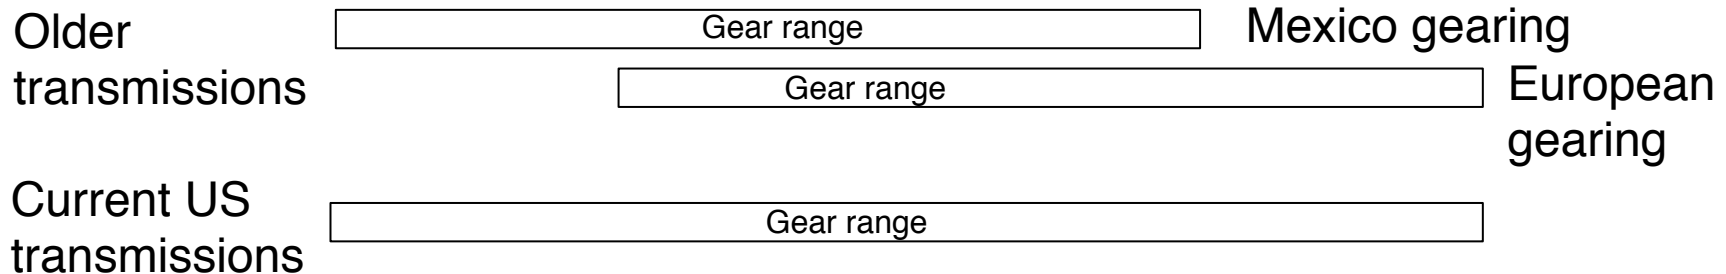 Older
transmissions
Gear range
Mexico gearing
Gear range
European
gearing
Current US
transmissions
Gear range